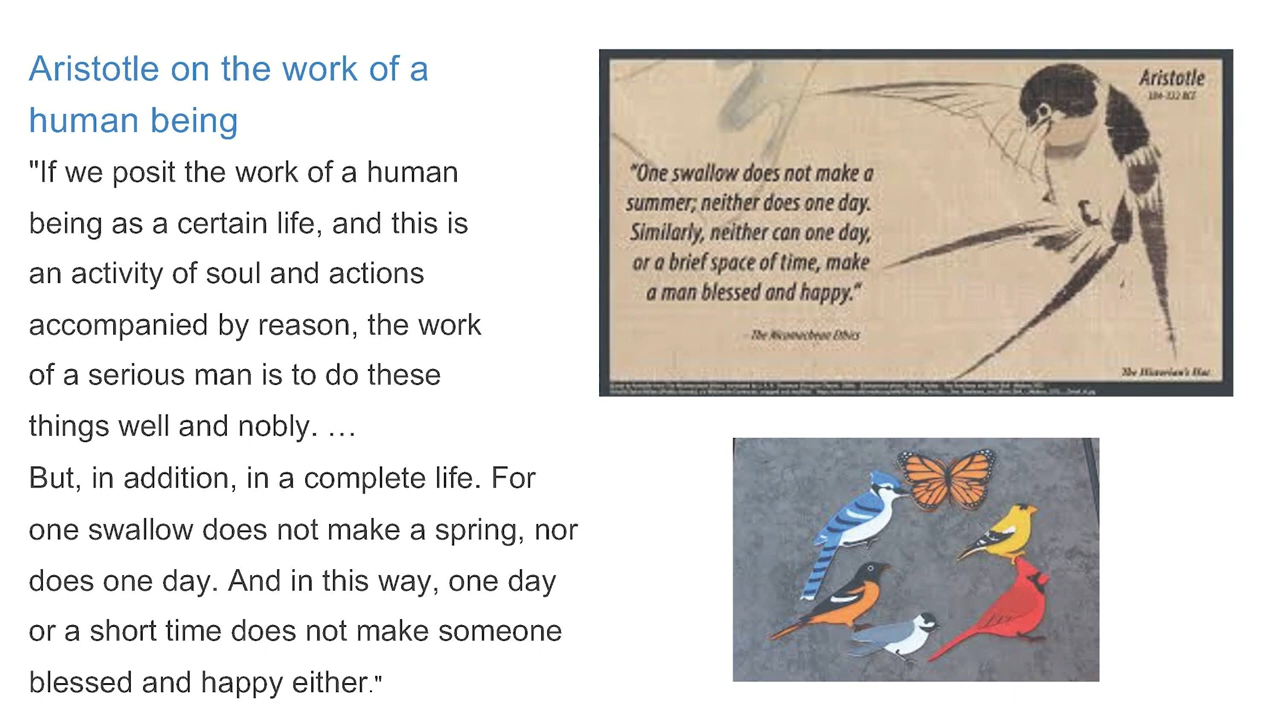 Aristotle on the work of a
human being
"If we posit the work of a human
being as a certain life, and this is
an activity of soul and actions
accompanied by reason, the work
of a serious man is to do these
things well and nobly. …
But, in addition, in a complete life. For
one swallow does not make a spring, nor
does one day. And in this way, one day
or a short time does not make someone
blessed and happy either."
Aristotle
384-322 BCE
"One swallow does not make a
summer; neither does one day.
Similarly, neither can one day,
or a brief space of time, make
a man blessed and happy."
- The Nicomachean Ethics
The Historian's Hut